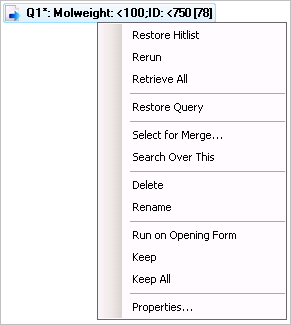 Q1*: Molweight: <100;ID: <750[78]
Restore Hitlist
Rerun
Retrieve All
Restore Query
Select for Merge...
Search Over This
Delete
Rename
Run on Opening Form
Keep
Keep All
Properties...